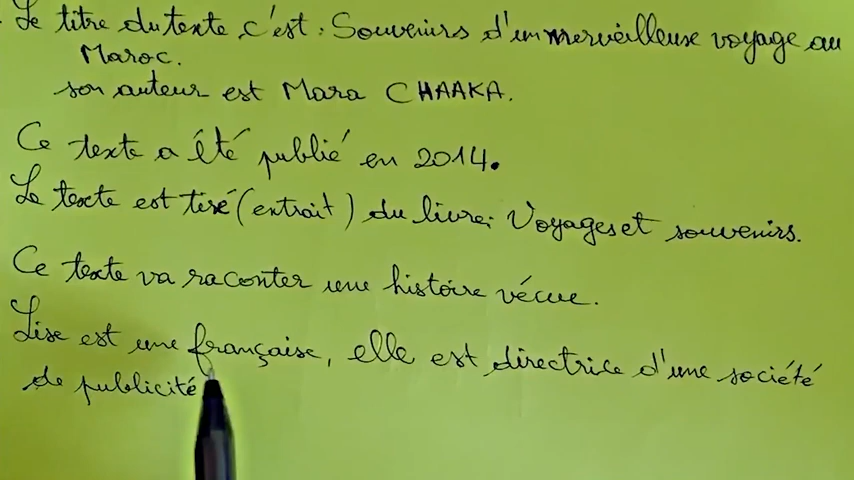 Le titre du texte c'est : Souvenirs d'un merveilleuse voyage au
Maroc.
son auteur est Mara CHAAKA.
Ce texte a été publié en 2014.
Le texte est tiré (extrait) du livre : Voyages et souvenirs.
Ce texte va raconter une histoire vécue.
Lise est une française, elle est directrice d'une société
de publicité